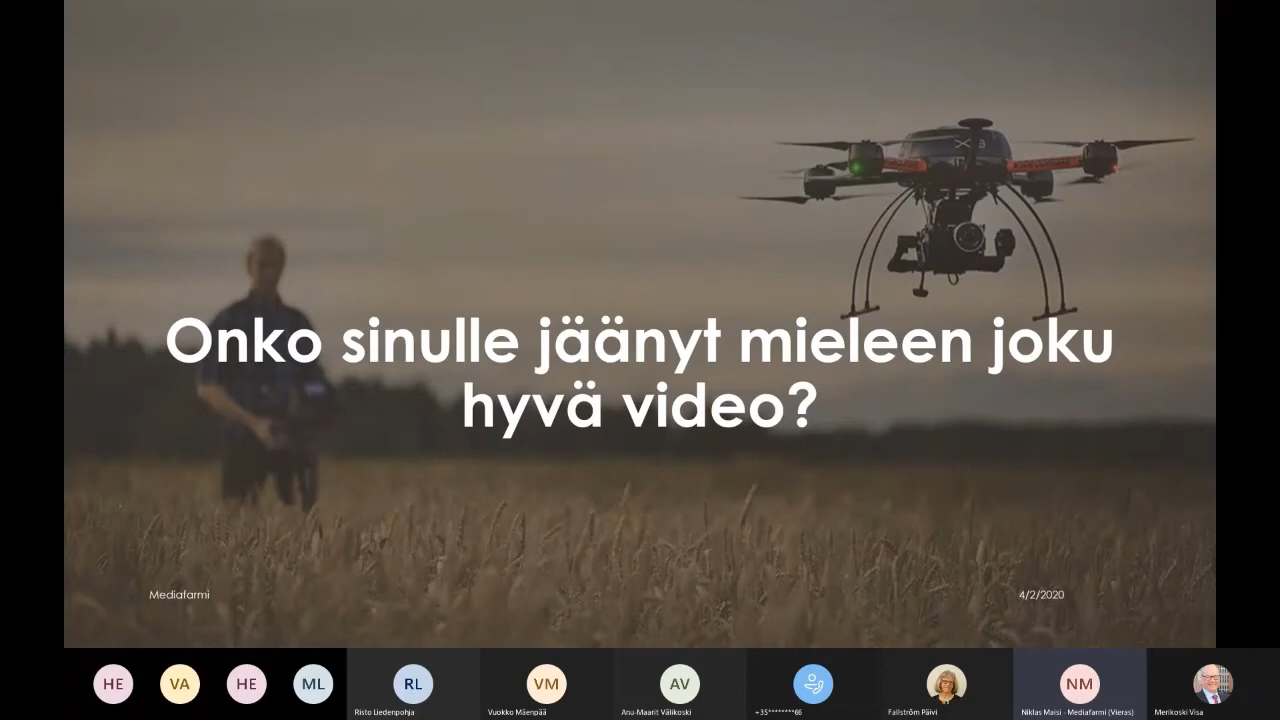 Onko sinulle jäänyt mieleen joku
hyvä video?
Mediafarmi
4/2/2020
HE
VA
HE
ML
RL
VM
AV
NM
Risto Liedenpohja
Vuokko Mäenpää
Anu-Maarit Välikoski
+35********66
Fallström Päivi
Niklas Maisi - Mediafarmi (Vieras)
Merikoski Visa